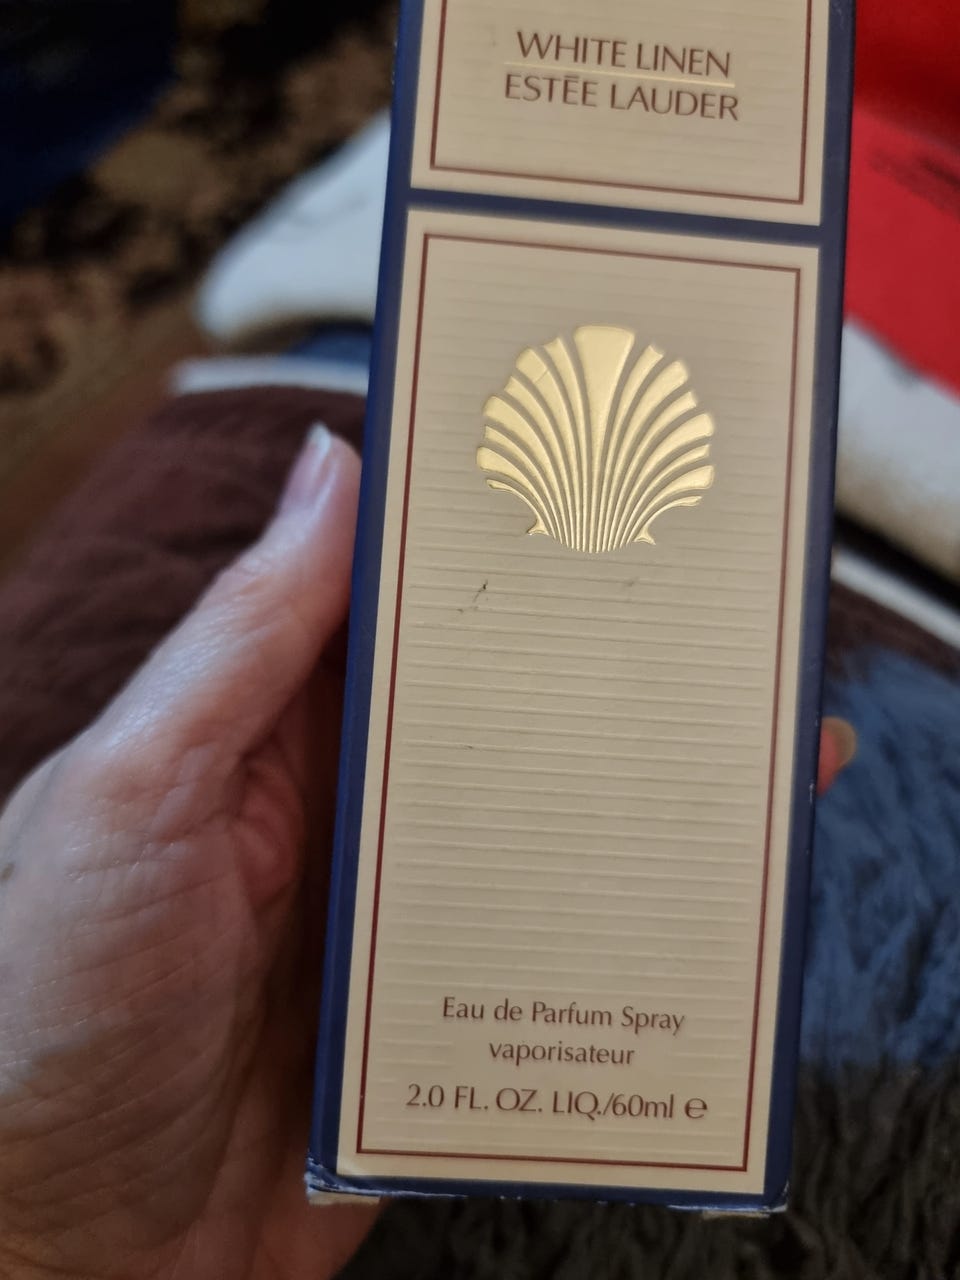 WHITE LINEN
ESTĒE LAUDER
Eau de Parfum Spray
vaporisateur
2.0 FL. OZ. LIQ./60ml ℮